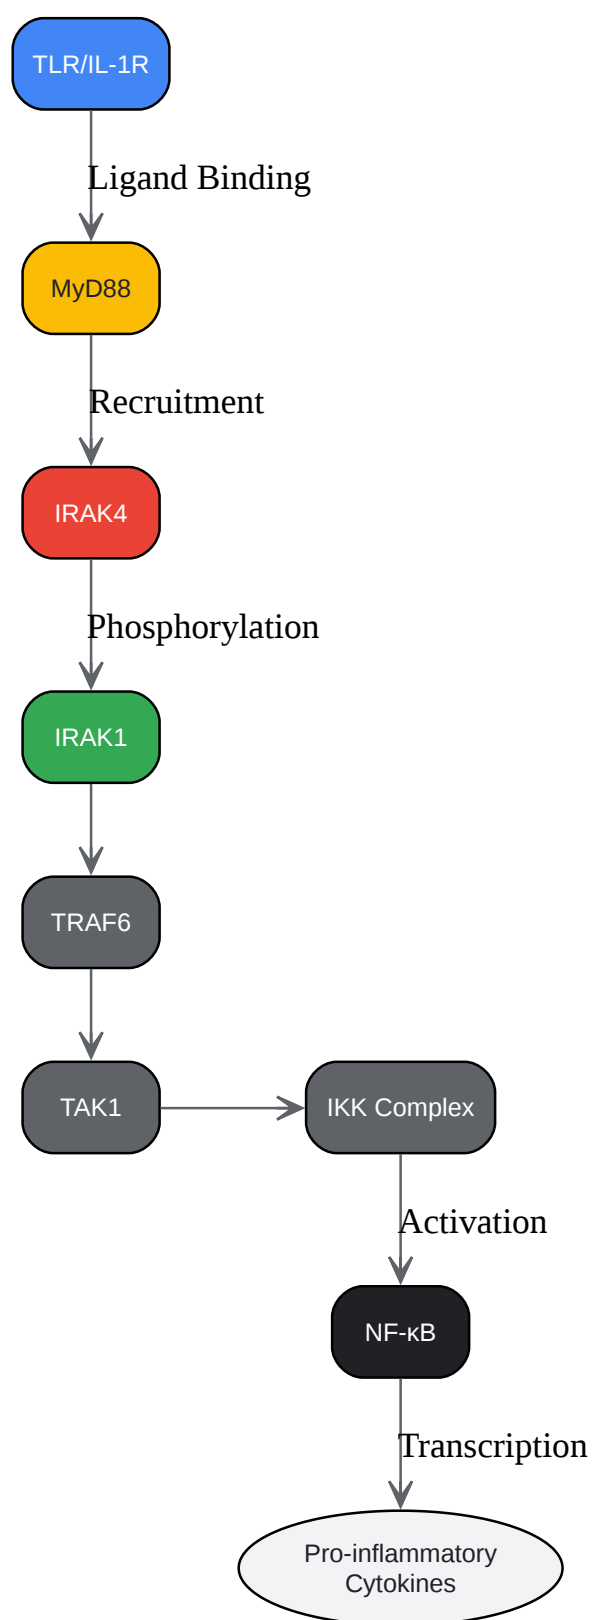 TLR/IL-1R
Ligand Binding
MyD88
Recruitment
IRAK4
Phosphorylation
IRAK1
TRAF6
TAK1
IKK Complex
Activation
NF-κB
Transcription
Pro-inflammatory
Cytokines